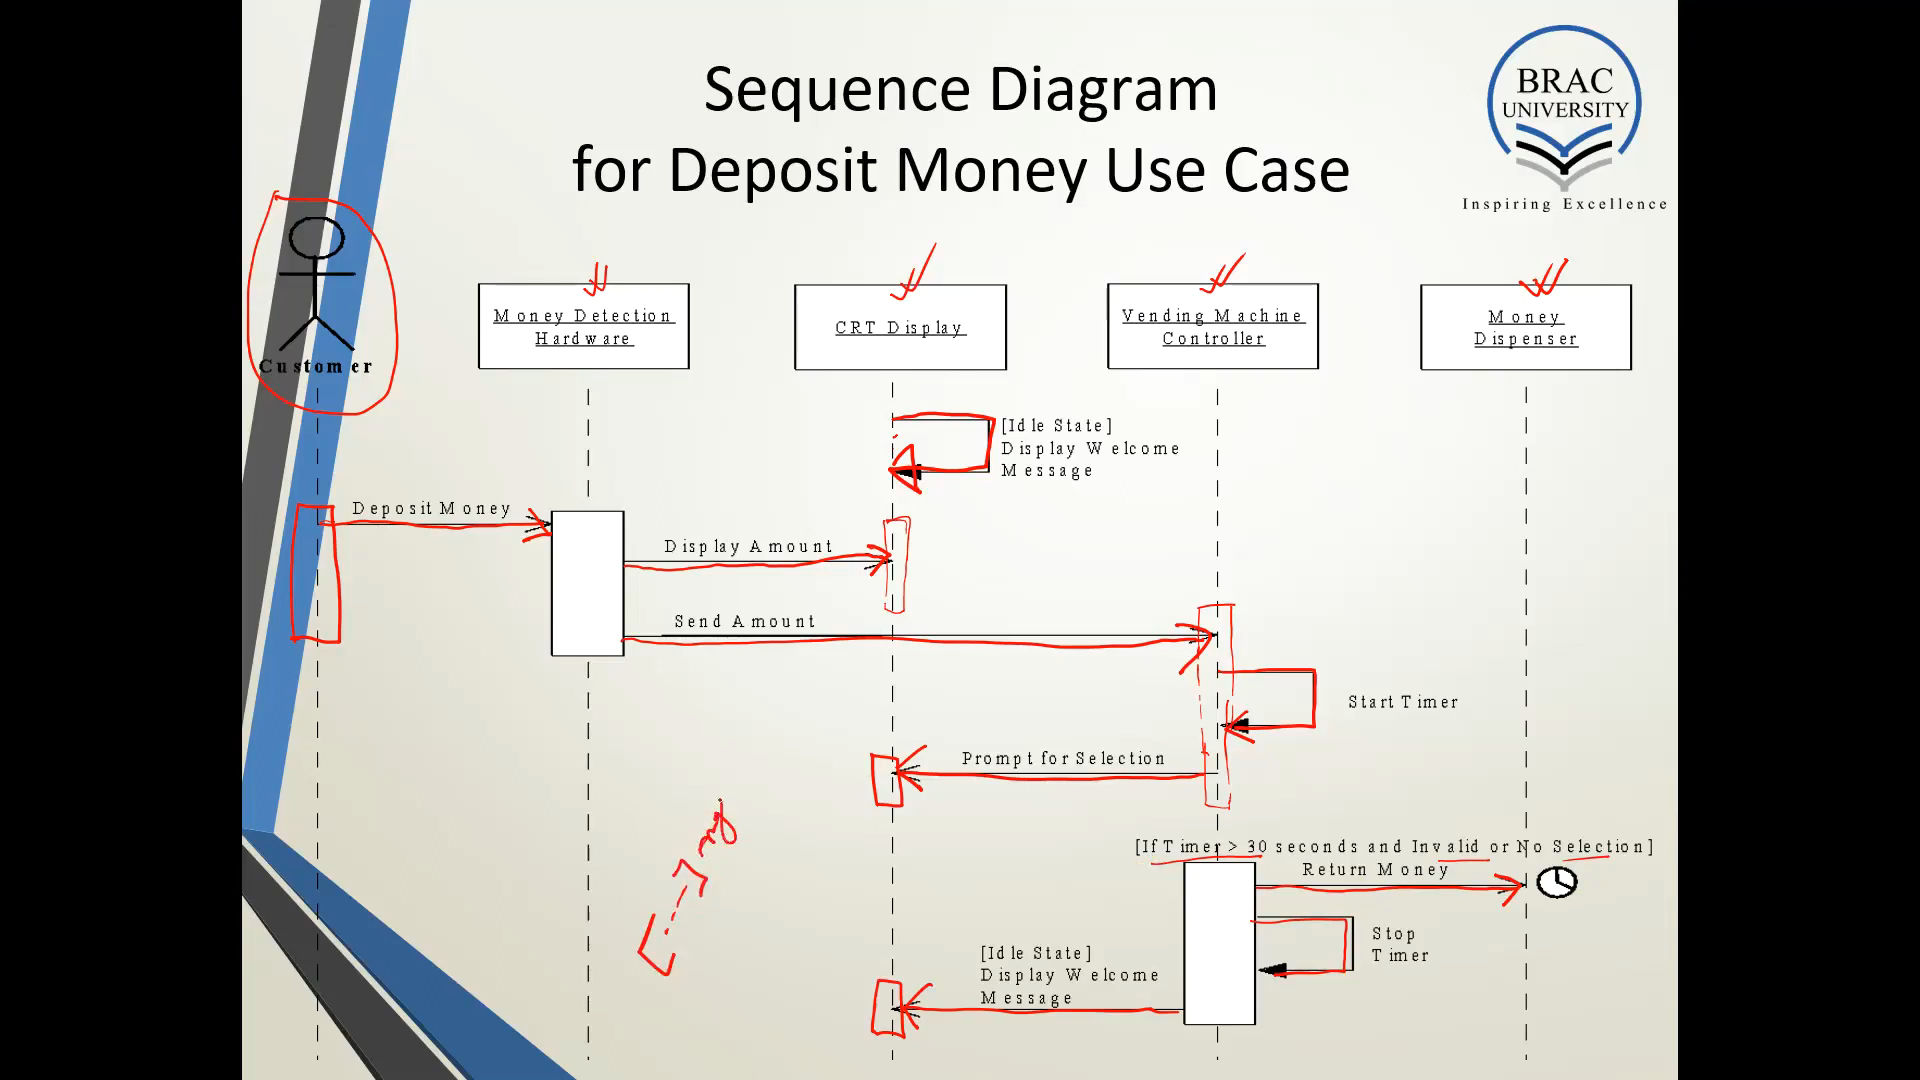 Sequence Diagram
for Deposit Money Use Case
BRAC
UNIVERSITY
Inspiring Excellence
Customer
Money Detection
Hardware
CRT Display
Vending Machine
Controller
Money
Dispenser
[Idle State]
Display Welcome
Message
Deposit Money
Display Amount
Send Amount
Start Timer
Prompt for Selection
[If Timer > 30 seconds and Invalid or No Selection]
Return Money
Stop
Timer
[Idle State]
Display Welcome
Message